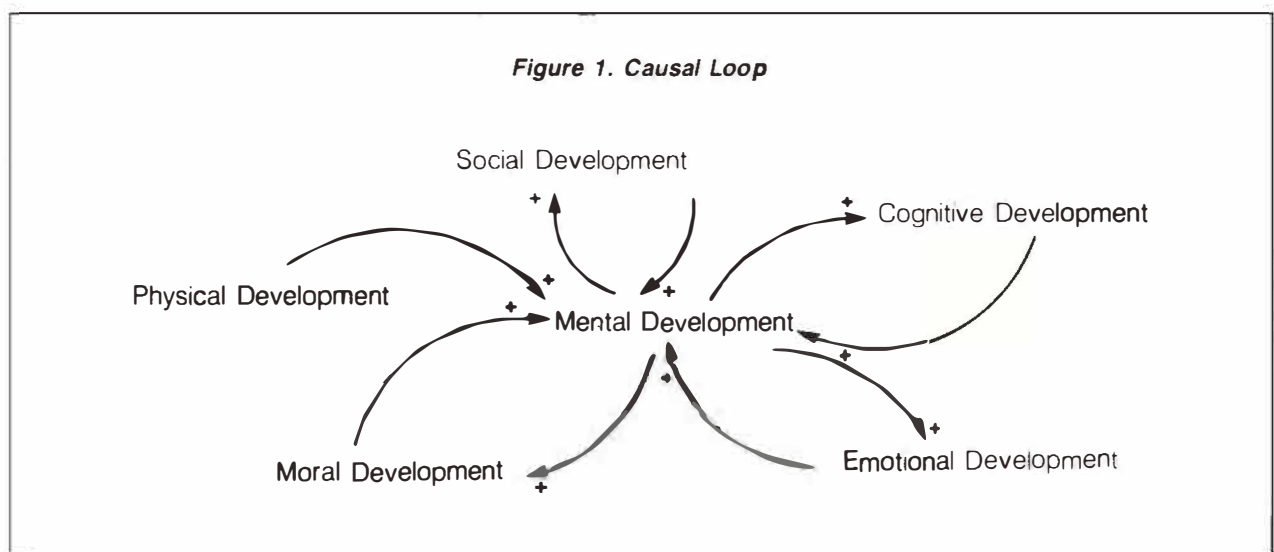 Figure 1. Causal Loop
Social Development
+
+
Cognitive Development
Physical Development
+
+
+
Mental Development
+
+
+
Moral Development
+
Emotional Development